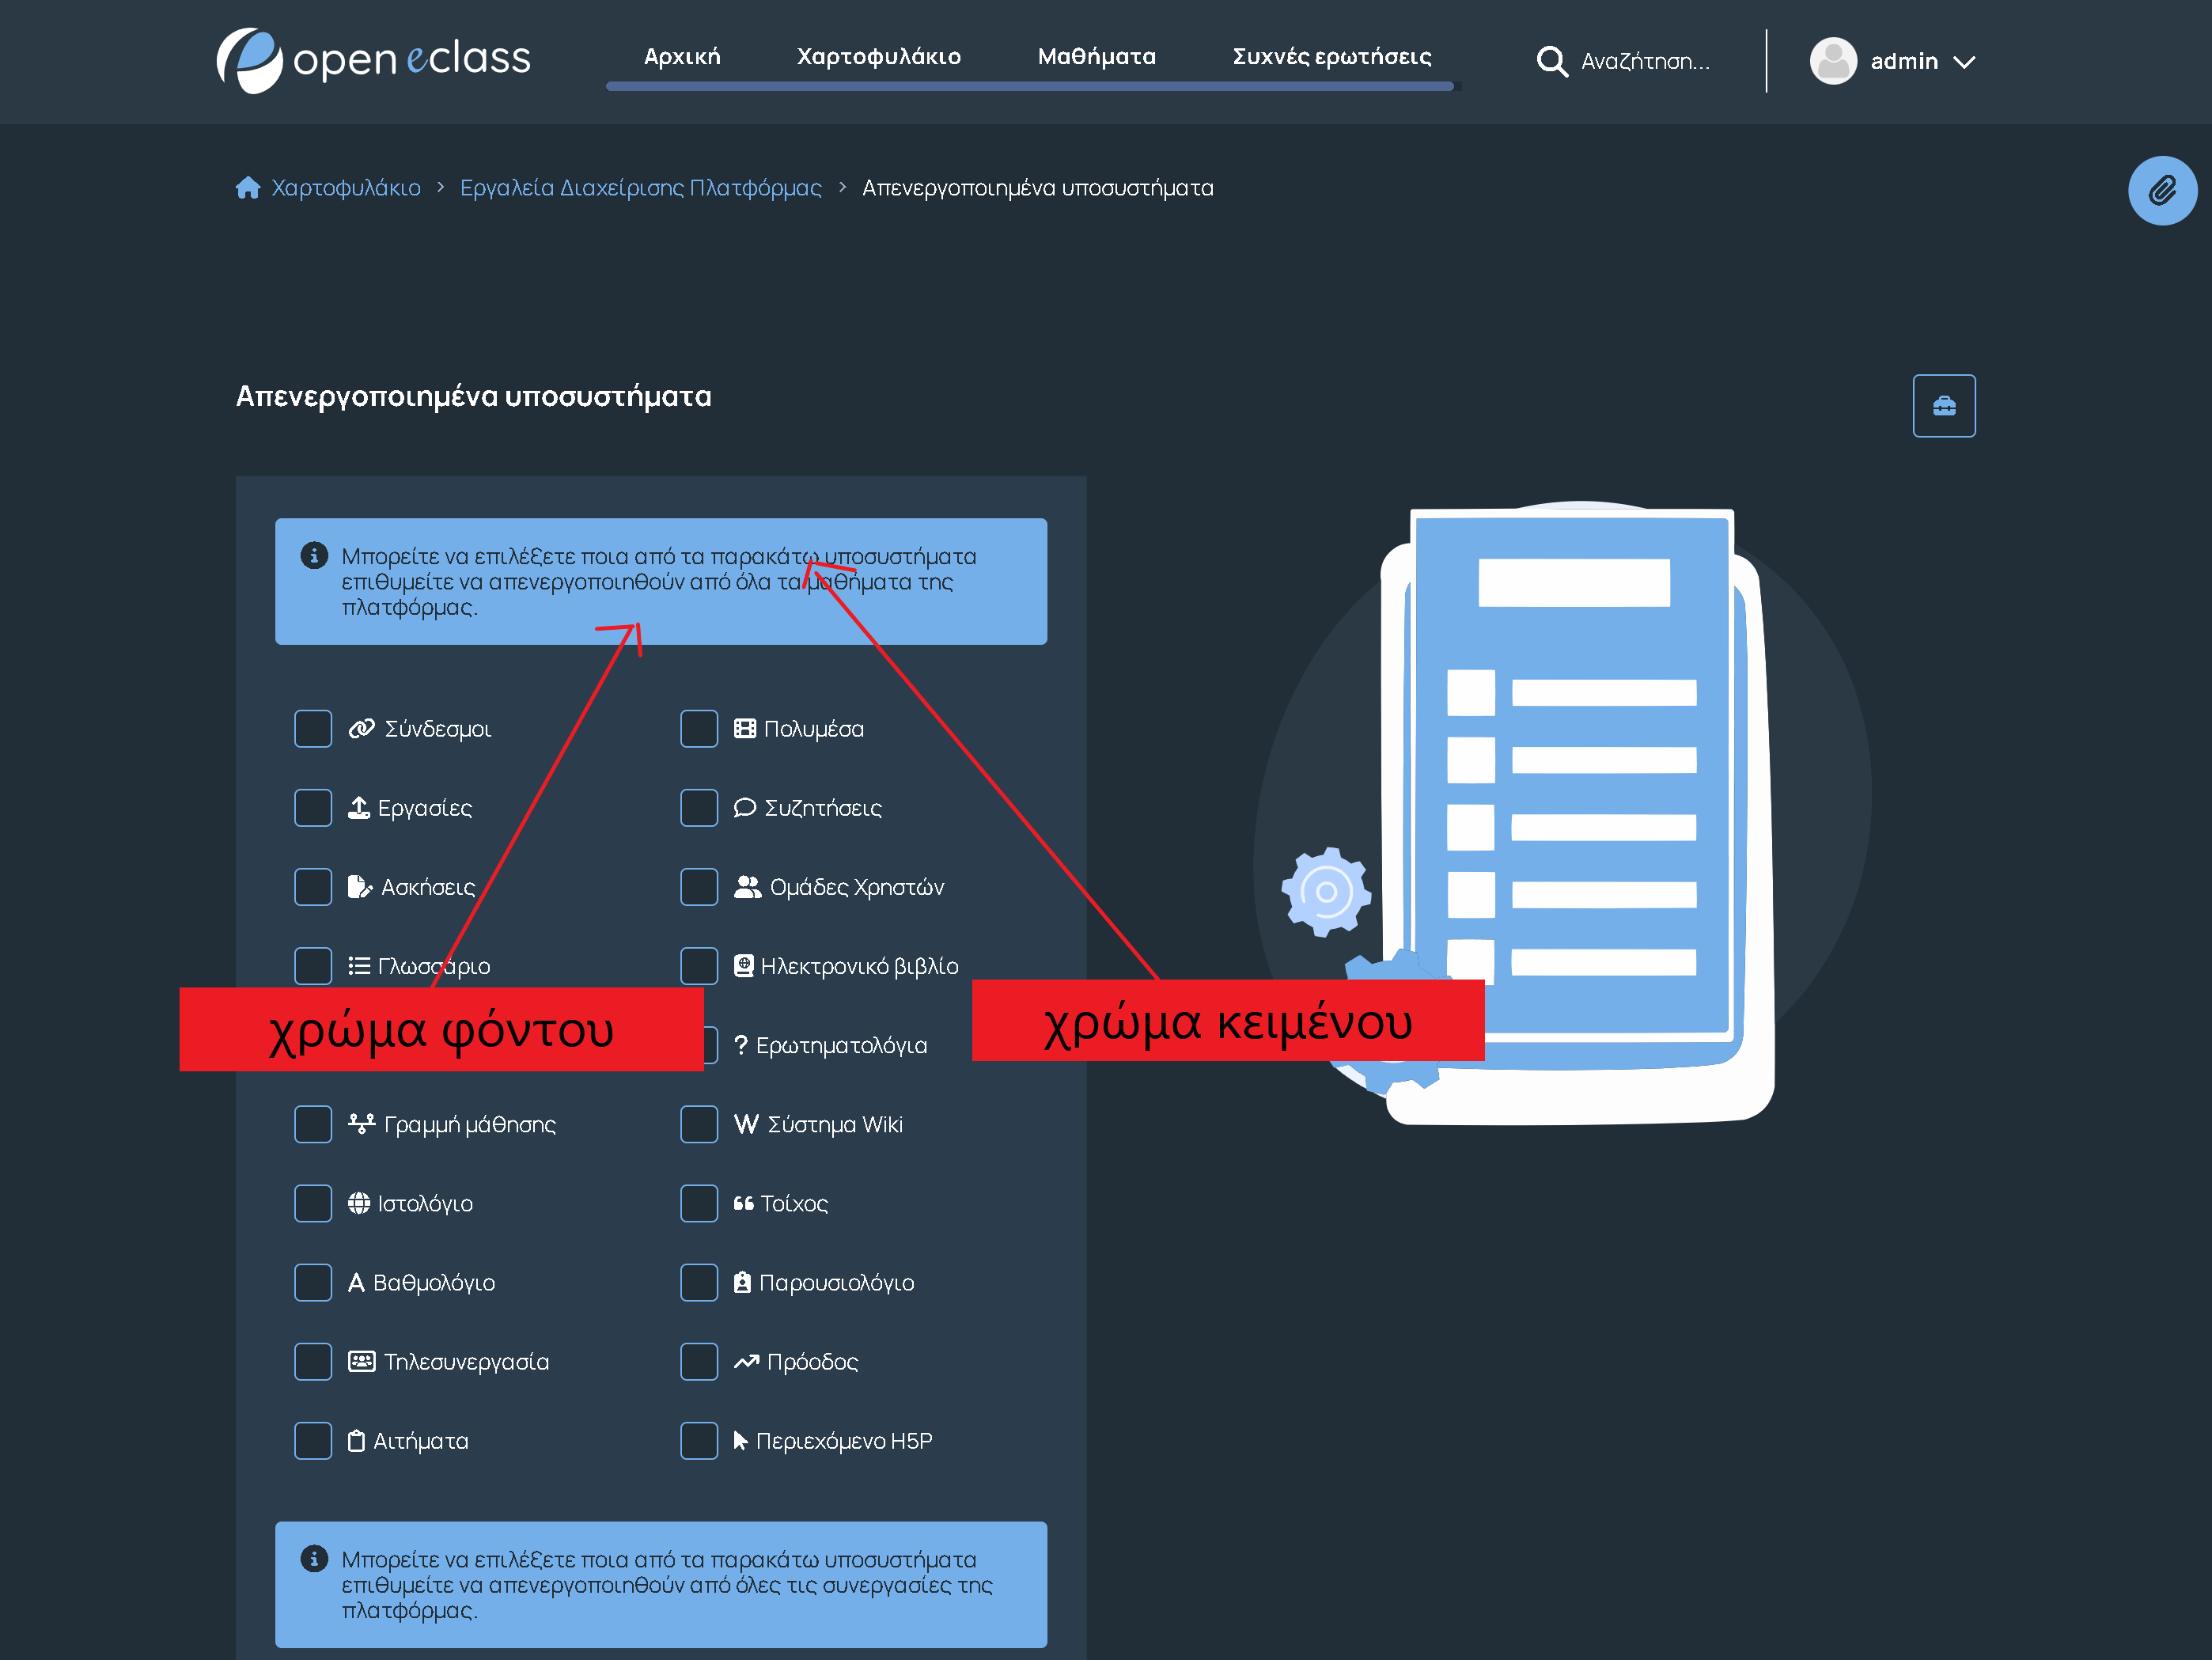 open eclass
Αρχική Χαρτοφυλάκιο Μαθήματα Συχνές ερωτήσεις Αναζήτηση... admin
Χαρτοφυλάκιο > Εργαλεία Διαχείρισης Πλατφόρμας > Απενεργοποιημένα υποσυστήματα
Απενεργοποιημένα υποσυστήματα
Μπορείτε να επιλέξετε ποια από τα παρακάτω υποσυστήματα
επιθυμείτε να απενεργοποιηθούν από όλα τα μαθήματα της
πλατφόρμας.
Σύνδεσμοι Πολυμέσα
Εργασίες Συζητήσεις
Ασκήσεις Ομάδες Χρηστών
Γλωσσάριο Ηλεκτρονικό βιβλίο
χρώμα φόντου χρώμα κειμένου
Ερωτηματολόγια
Γραμμή μάθησης Σύστημα Wiki
Ιστολόγιο Τοίχος
Βαθμολόγιο Παρουσιολόγιο
Τηλεσυνεργασία Πρόοδος
Αιτήματα Περιεχόμενο H5P
Μπορείτε να επιλέξετε ποια από τα παρακάτω υποσυστήματα
επιθυμείτε να απενεργοποιηθούν από όλες τις συνεργασίες της
πλατφόρμας.